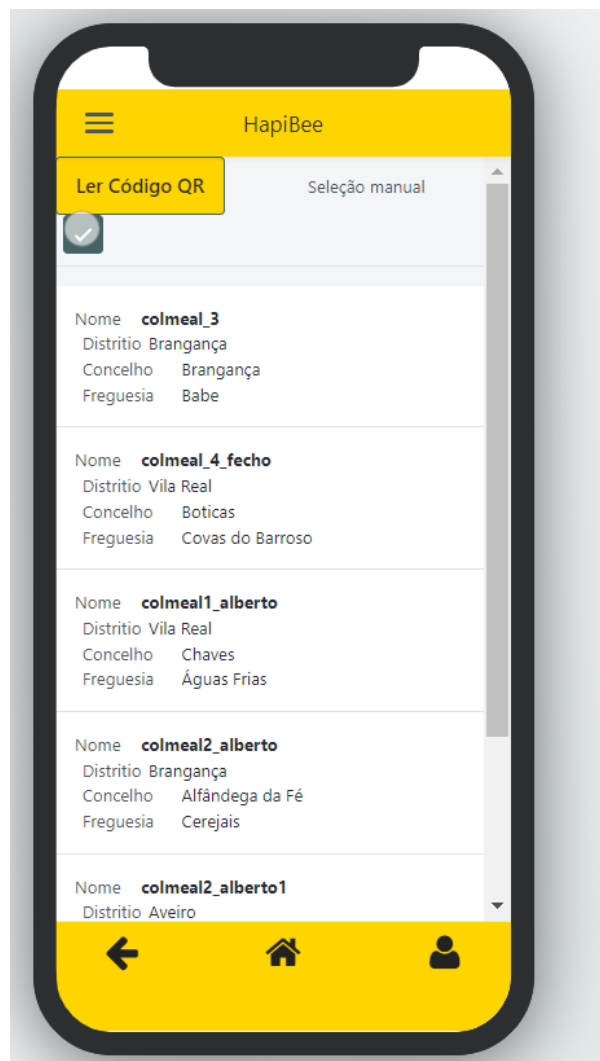 HapiBee
Ler Código QR Seleção manual
Nome colmeal_3
Distritio Brangança
Concelho Brangança
Freguesia Babe
Nome colmeal_4_fecho
Distritio Vila Real
Concelho Boticas
Freguesia Covas do Barroso
Nome colmeal1_alberto
Distritio Vila Real
Concelho Chaves
Freguesia Águas Frias
Nome colmeal2_alberto
Distritio Brangança
Concelho Alfândega da Fé
Freguesia Cerejais
Nome colmeal2_alberto1
Distritio Aveiro